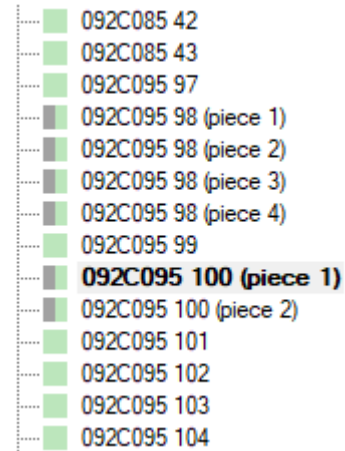 092C085 42
092C085 43
092C095 97
092C095 98 (piece 1)
092C095 98 (piece 2)
092C095 98 (piece 3)
092C095 98 (piece 4)
092C095 99
092C095 100 (piece 1)
092C095 100 (piece 2)
092C095 101
092C095 102
092C095 103
092C095 104